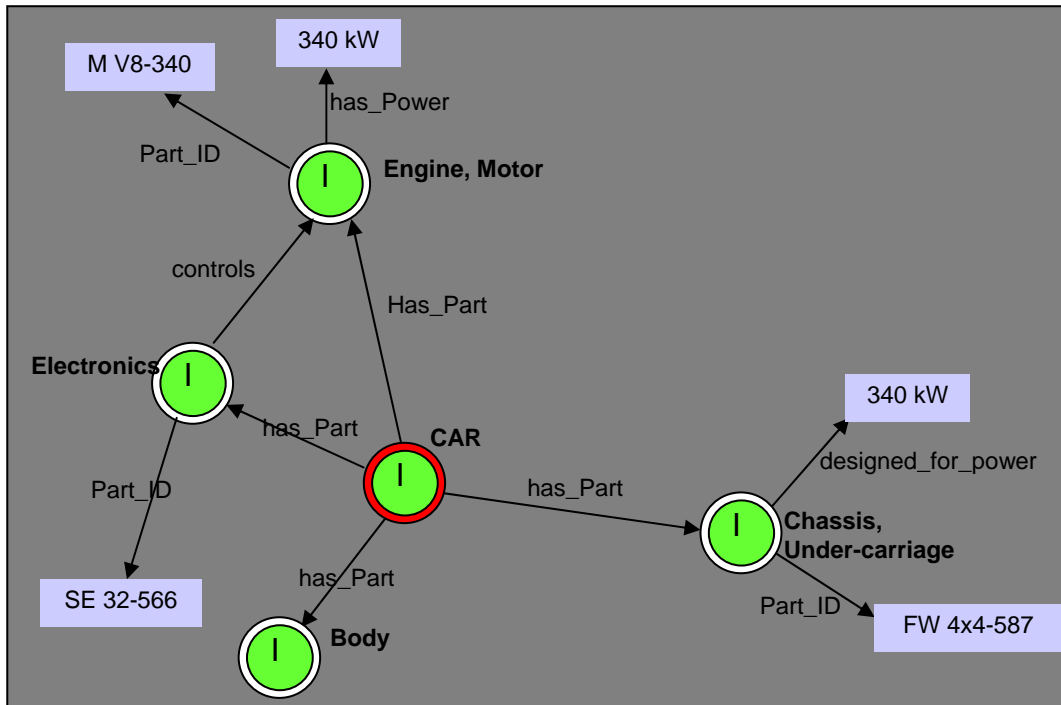 340 kW
M V8-340
has_Power
Part_ID
I
Engine, Motor
controls
Has_Part
Electronics
I
340 kW
has_Part
CAR
designed_for_power
I
Part_ID
has_Part
I
Chassis,
Under-carriage
SE 32-566
has_Part
Part_ID
FW 4x4-587
I
Body